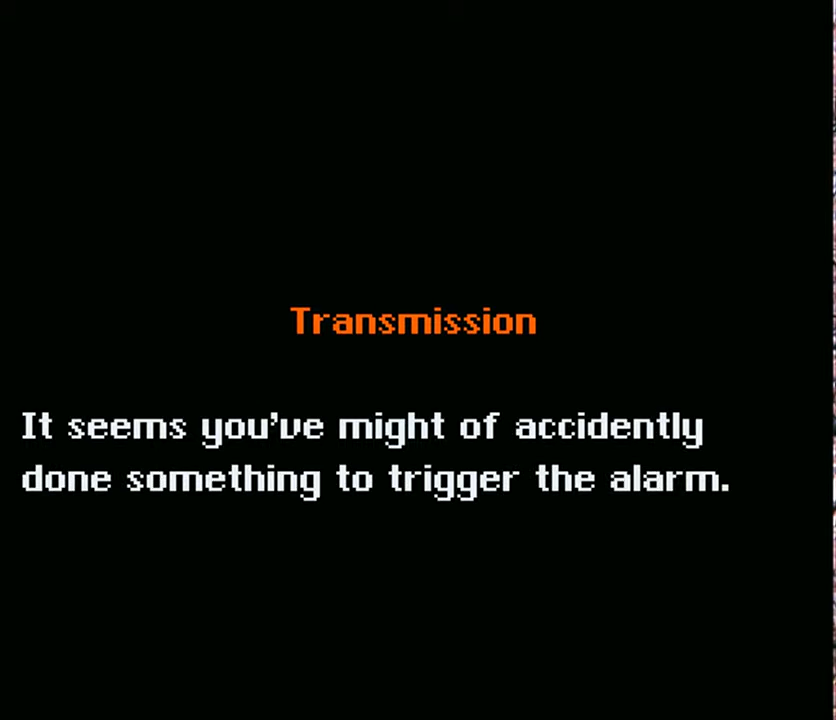 Transmission
It seems you've might of accidently
done something to trigger the alarm.